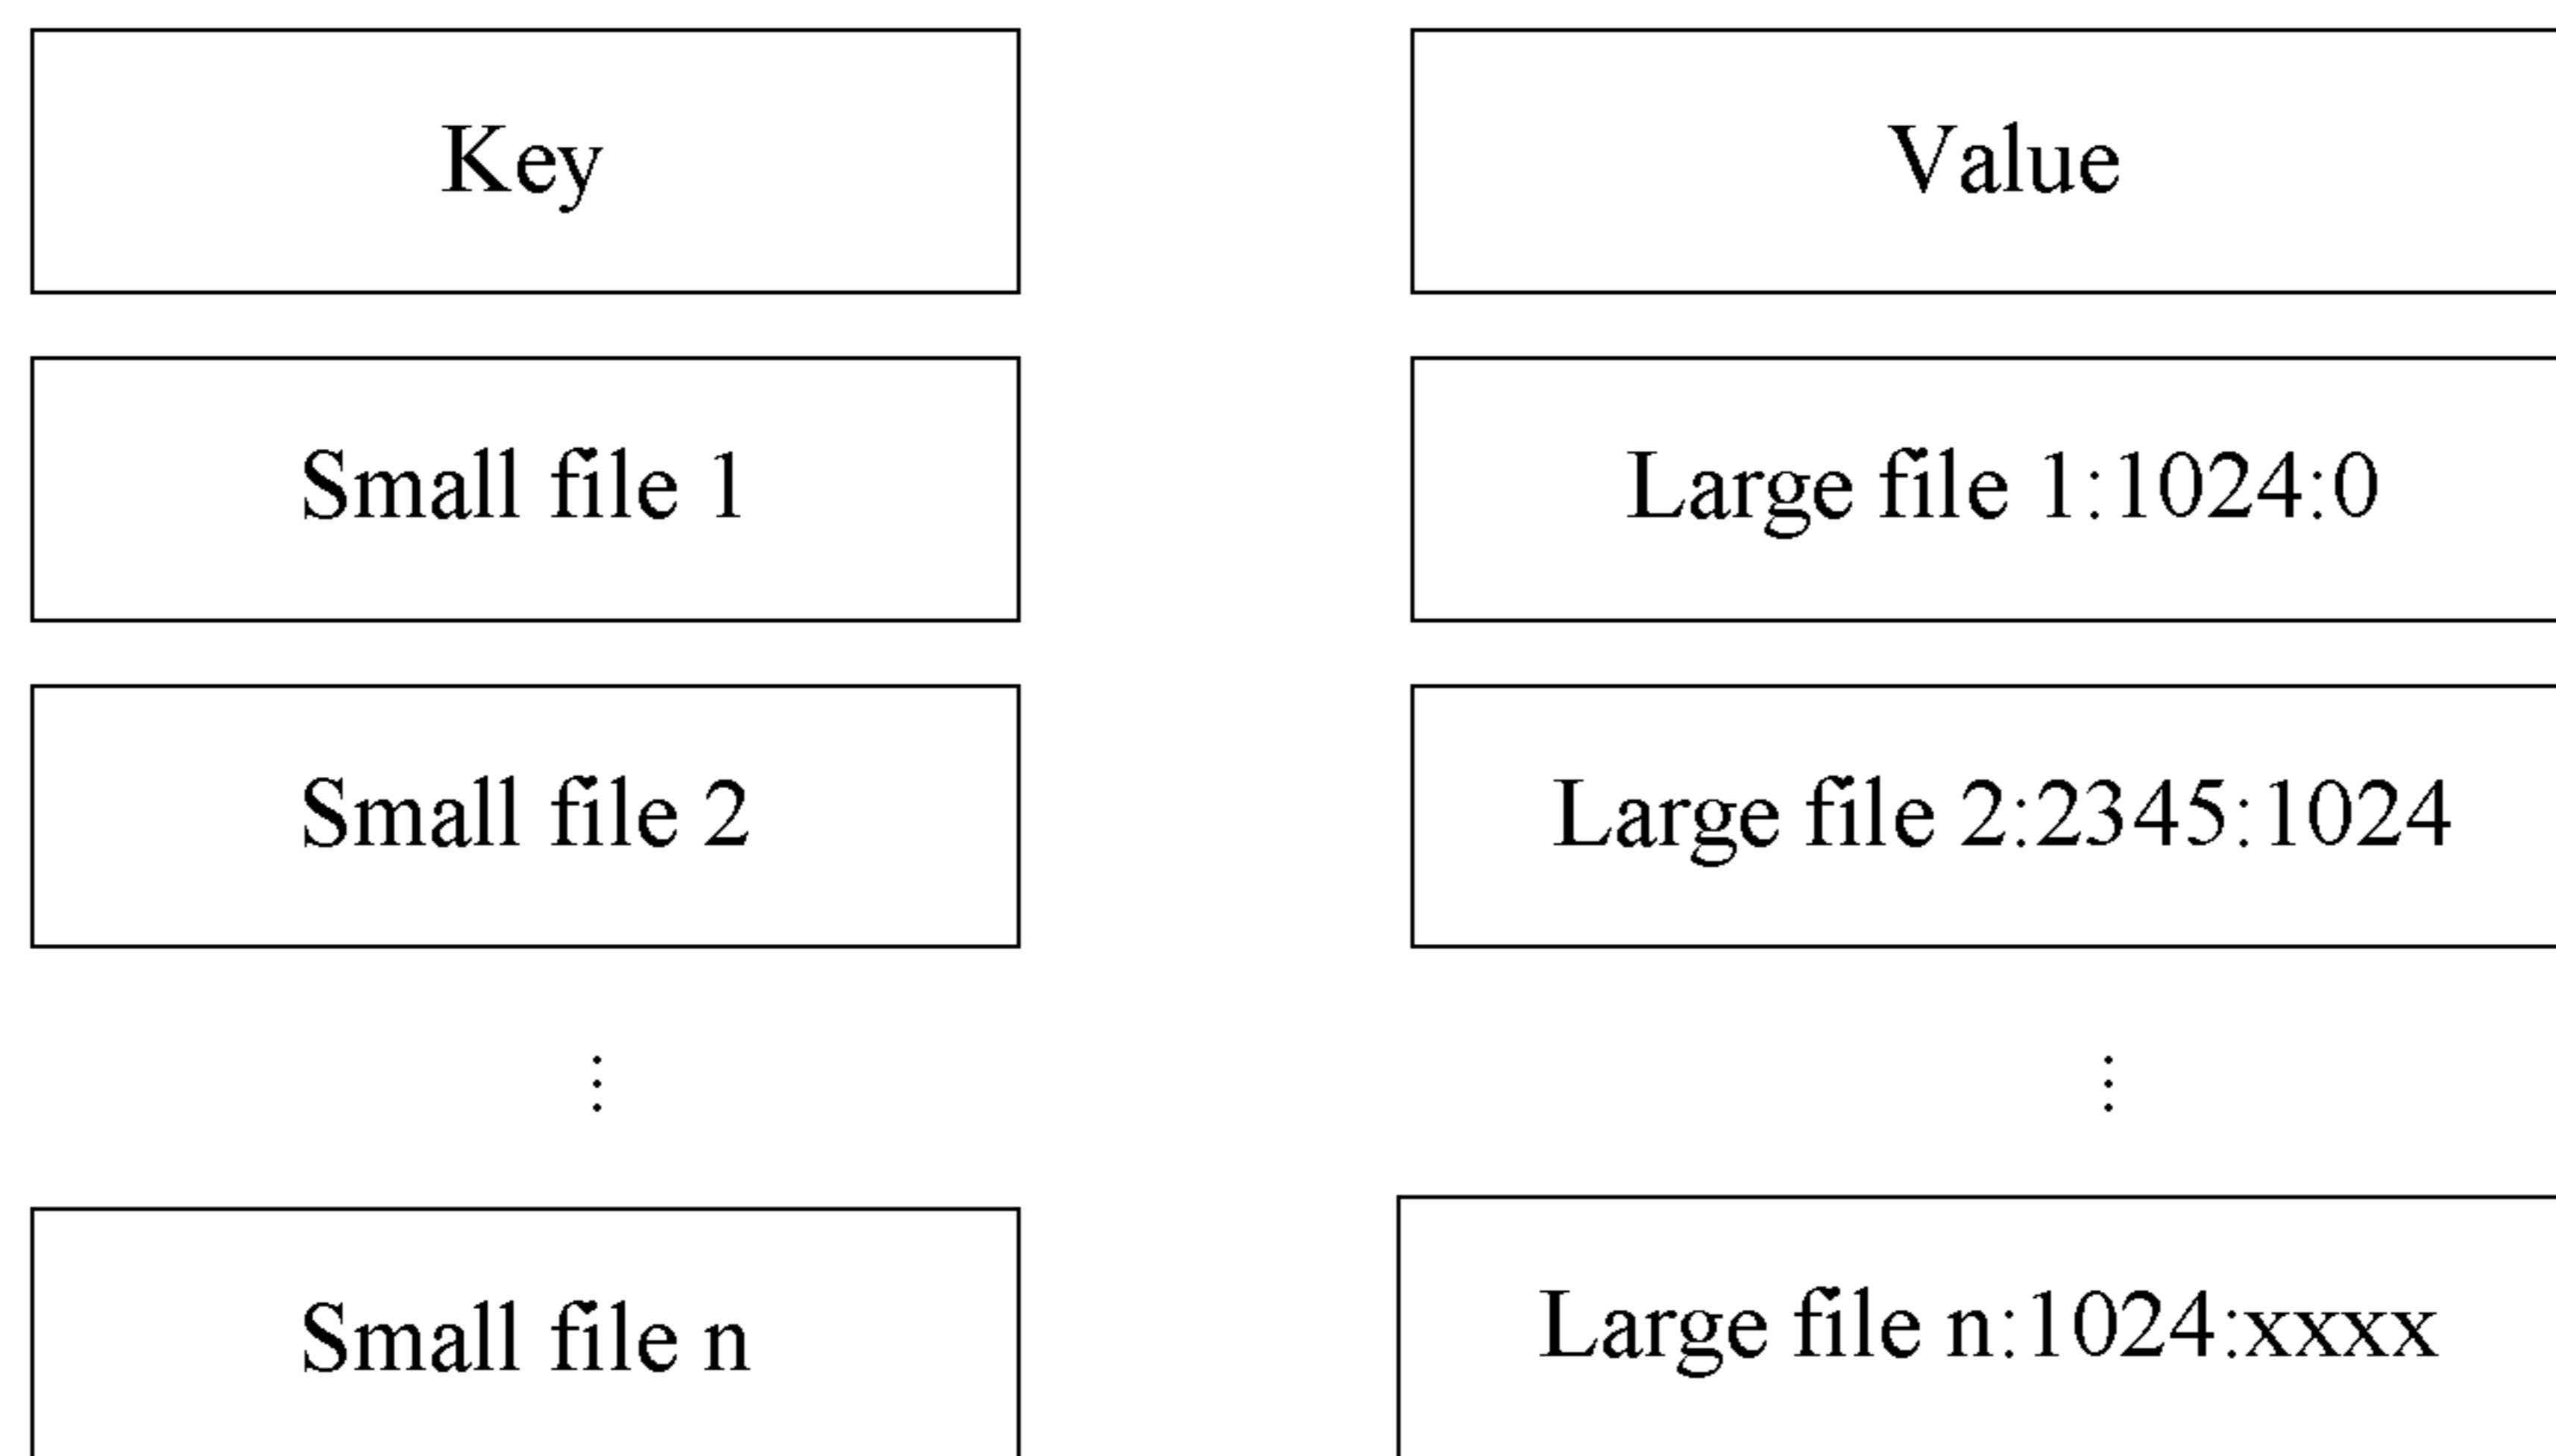 Key
Value
Small file 1
Large file 1:1024:0
Small file 2
Large file 2:2345:1024
Small file n
Large file n:1024:xxxx